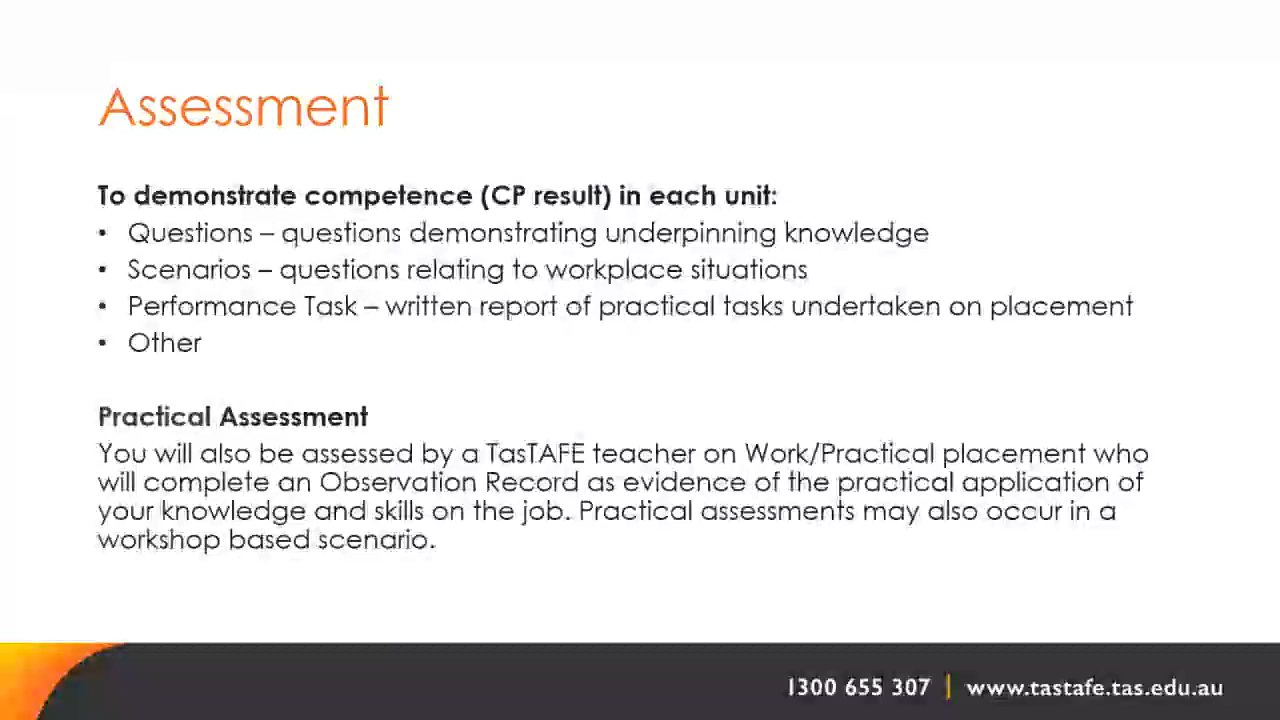 Assessment
To demonstrate competence (CP result) in each unit:
• Questions – questions demonstrating underpinning knowledge
• Scenarios – questions relating to workplace situations
• Performance Task – written report of practical tasks undertaken on placement
• Other
Practical Assessment
You will also be assessed by a TasTAFE teacher on Work/Practical placement who
will complete an Observation Record as evidence of the practical application of
your knowledge and skills on the job. Practical assessments may also occur in a
workshop based scenario.
1300 655 307 | www.tastafe.tas.edu.au